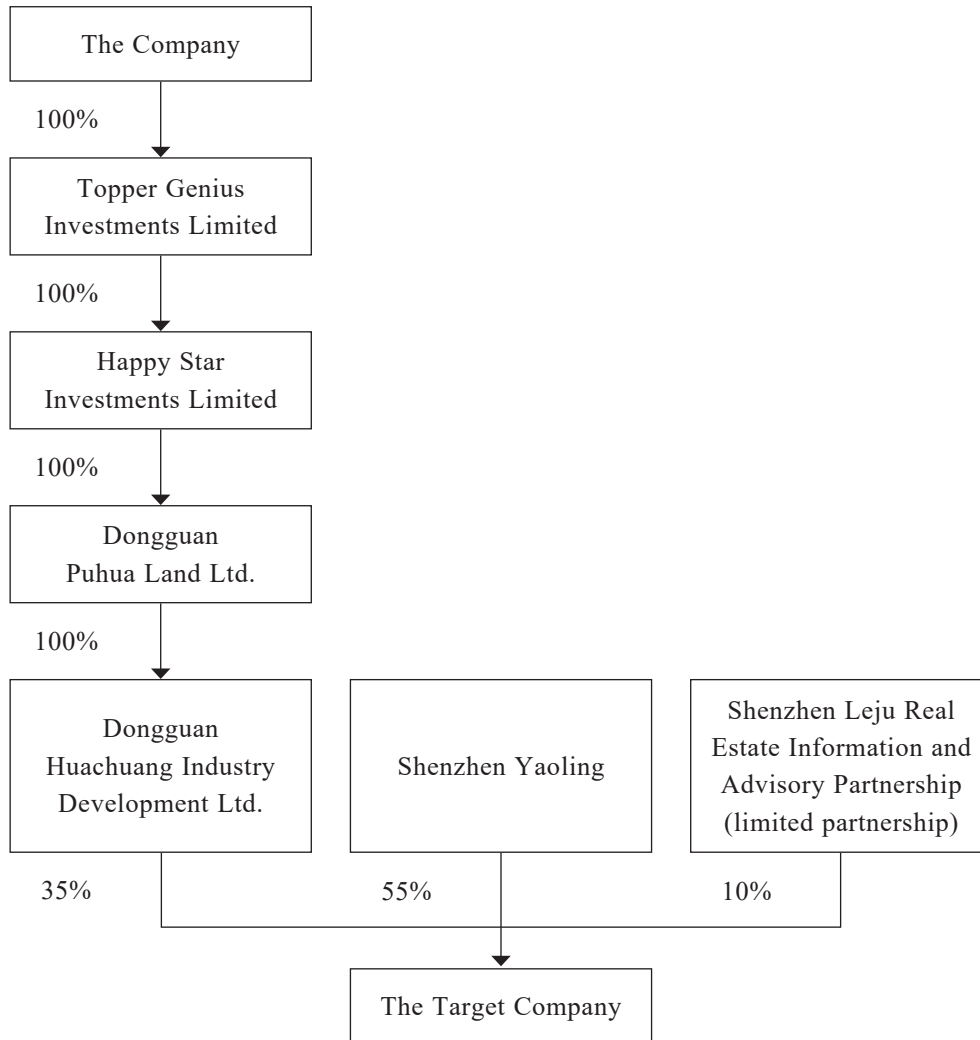 The Company
100%
Topper Genius
Investments Limited
100%
Happy Star
Investments Limited
100%
Dongguan
Puhua Land Ltd.
100%
Dongguan
Huachuang Industry
Development Ltd.
Shenzhen Yaoling
Shenzhen Leju Real
Estate Information and
Advisory Partnership
(limited partnership)
35%
55%
10%
The Target Company